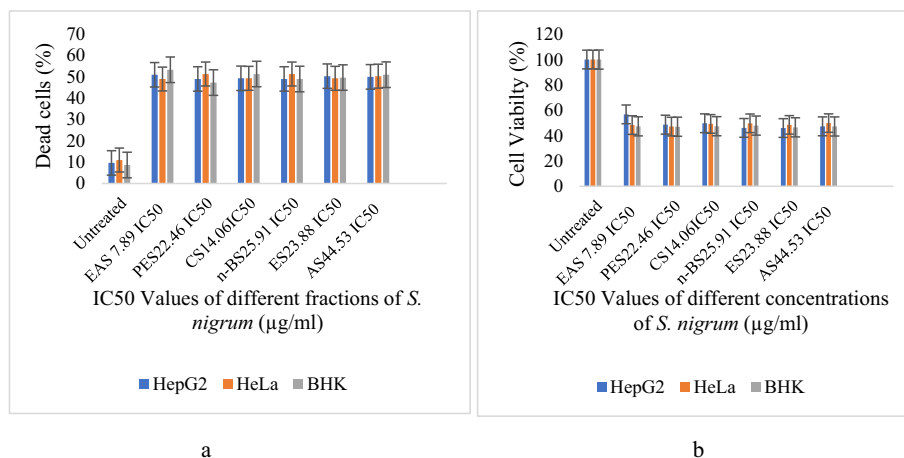 Dead cells (%)
70
60
50
40
30
20
10
0
Untreated
EAS 7.89 IC50
PES22.46 IC50
CS14.06IC50
n-BS25.91 IC50
ES23.88 IC50
AS44.53 IC50
IC50 Values of different fractions of S.
nigrum (µg/ml)
HepG2 HeLa BHK
a
Cell Viabilty (%)
120
100
80
60
40
20
0
Untreated
EAS 7.89 IC50
PES22.46 IC50
CS14.06IC50
n-BS25.91 IC50
ES23.88 IC50
AS44.53 IC50
IC50 Values of different concentrations
of S. nigrum (µg/ml)
HepG2 HeLa BHK
b